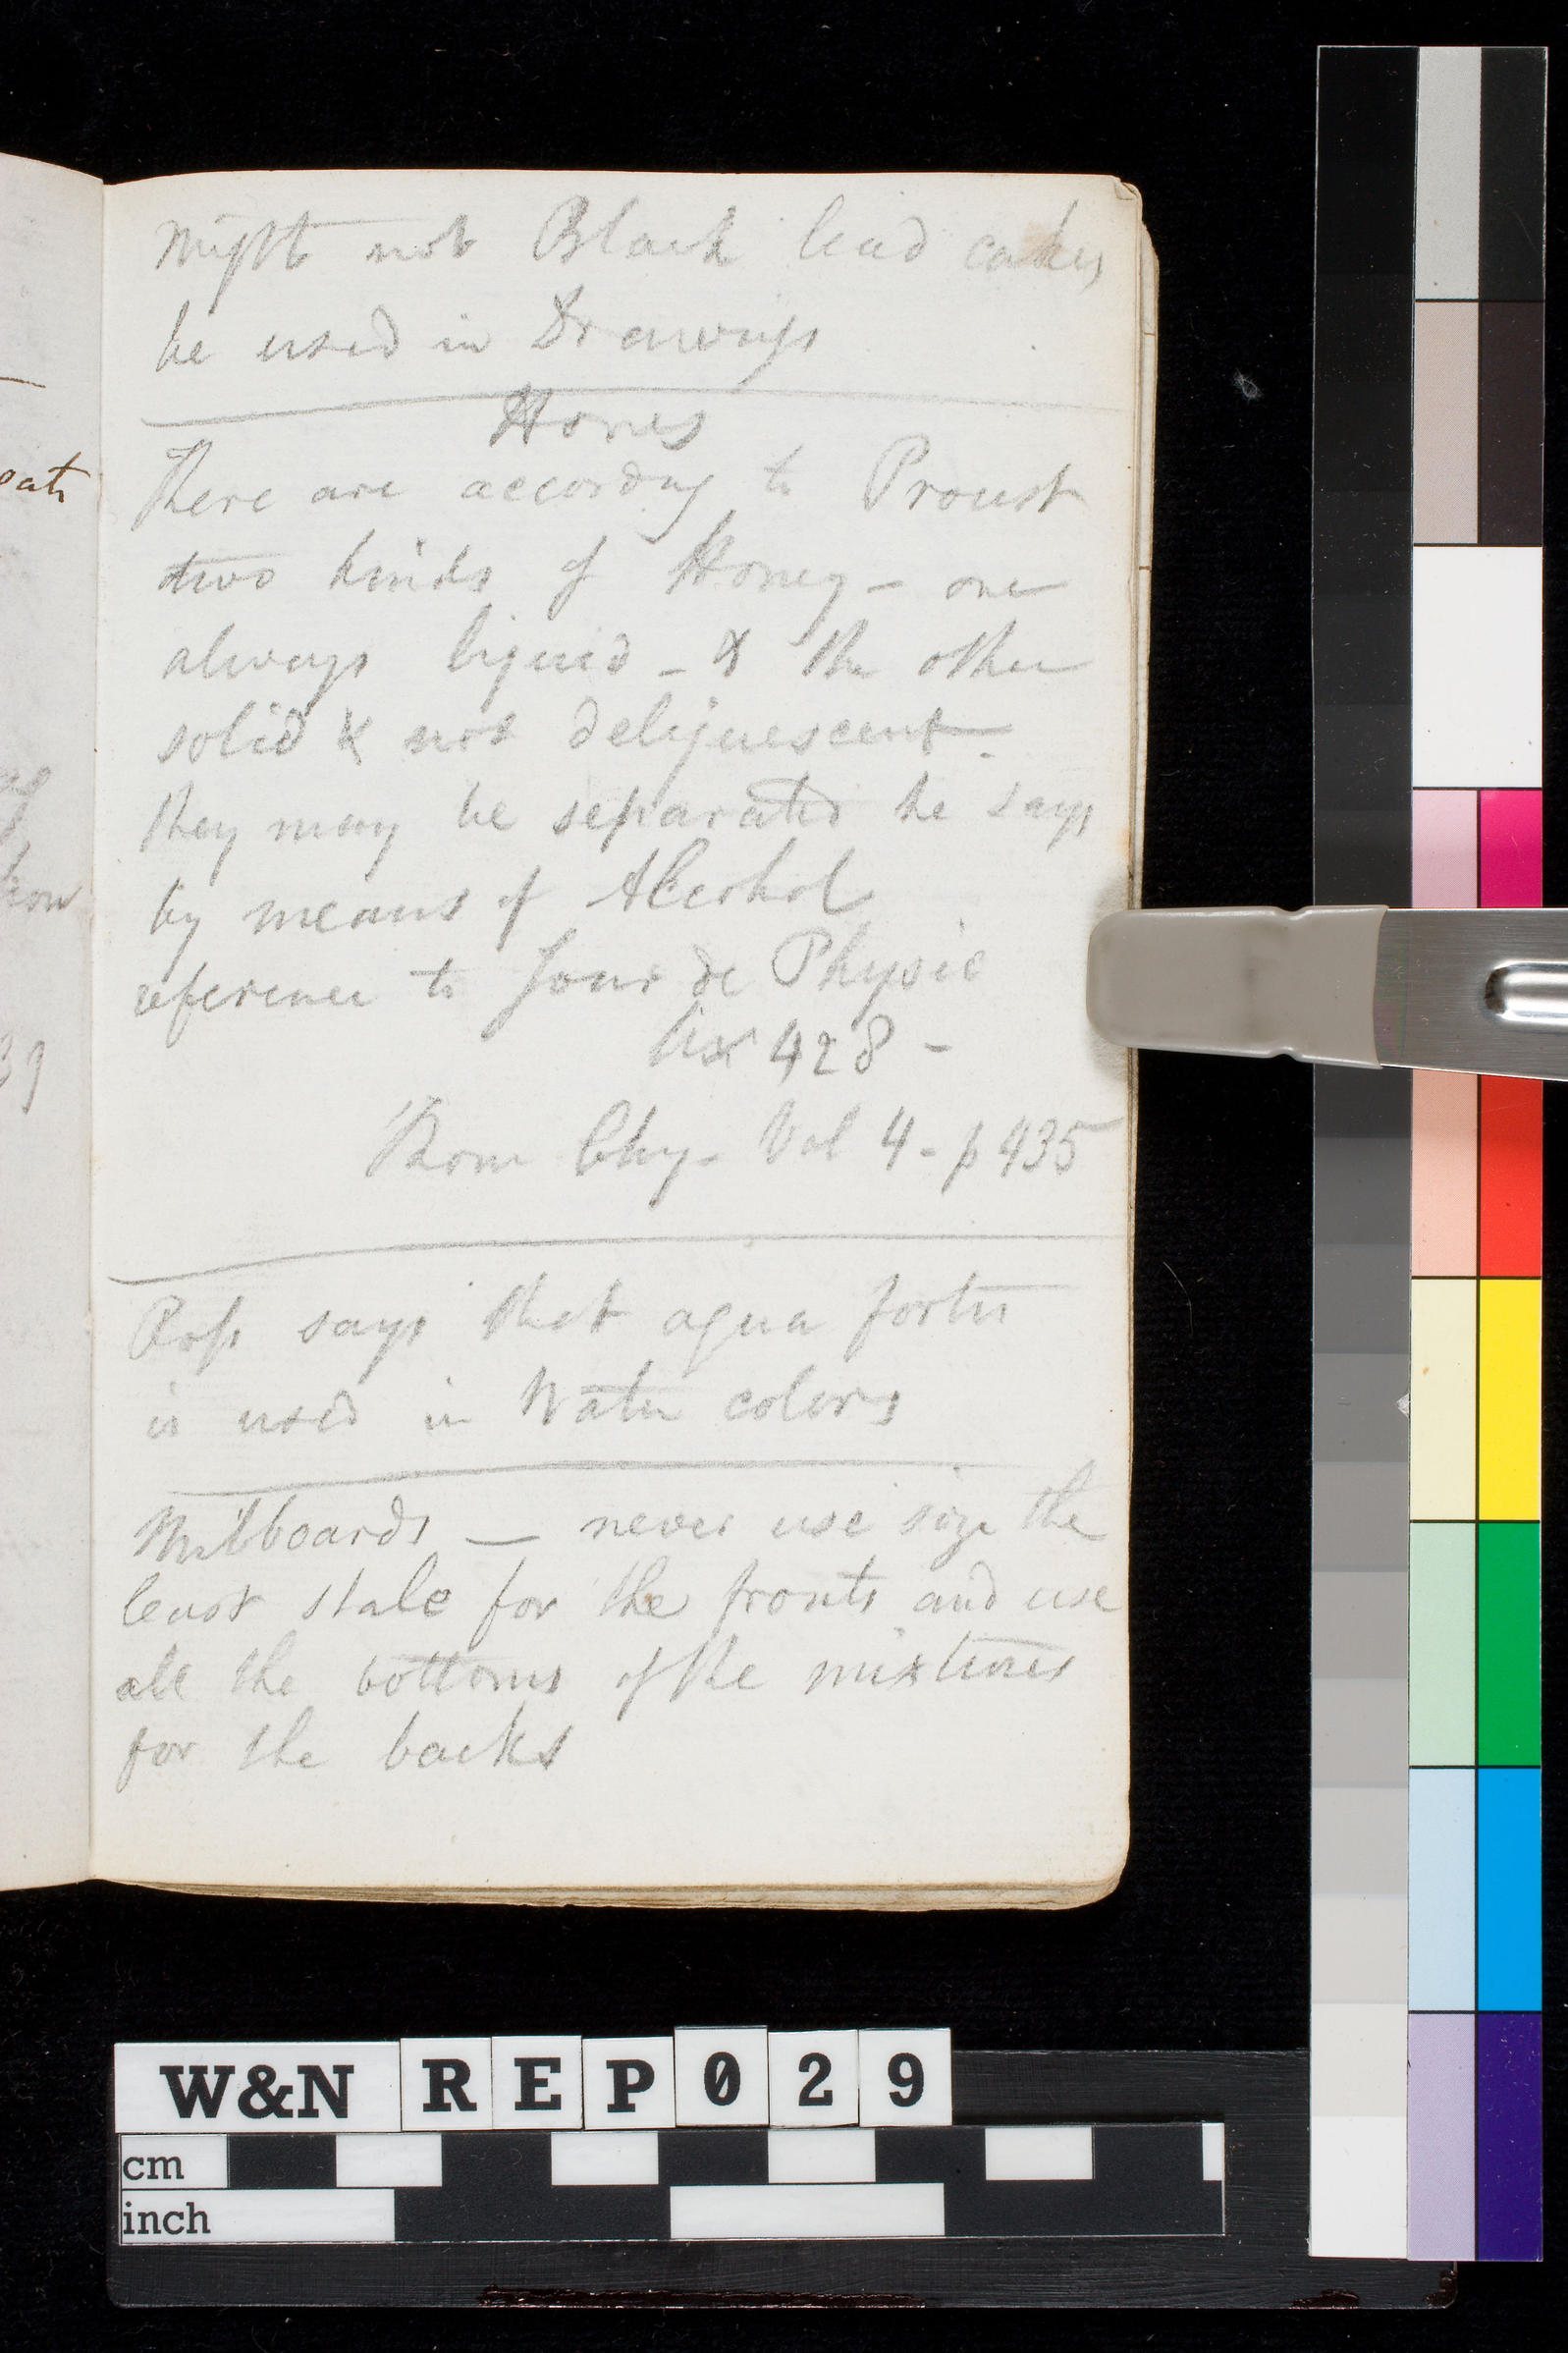 Might not Black lead cakes
be used in Drawings
Honey
There are according to Proust
two kinds of Honey - one
always liquid - & the other
solid & not deliquescent -
they may be separated he says
by means of Alcohol
reference to Jour de Physic
lix 428 -
Thom Chy - Vol 4 - p 435
Ross says that aqua fortis
is used in Water colors
Milboards — never use size the
least stale for the fronts and use
all the bottoms of the mixtures
for the backs
oats
how
39
W&N REP029
cm
inch